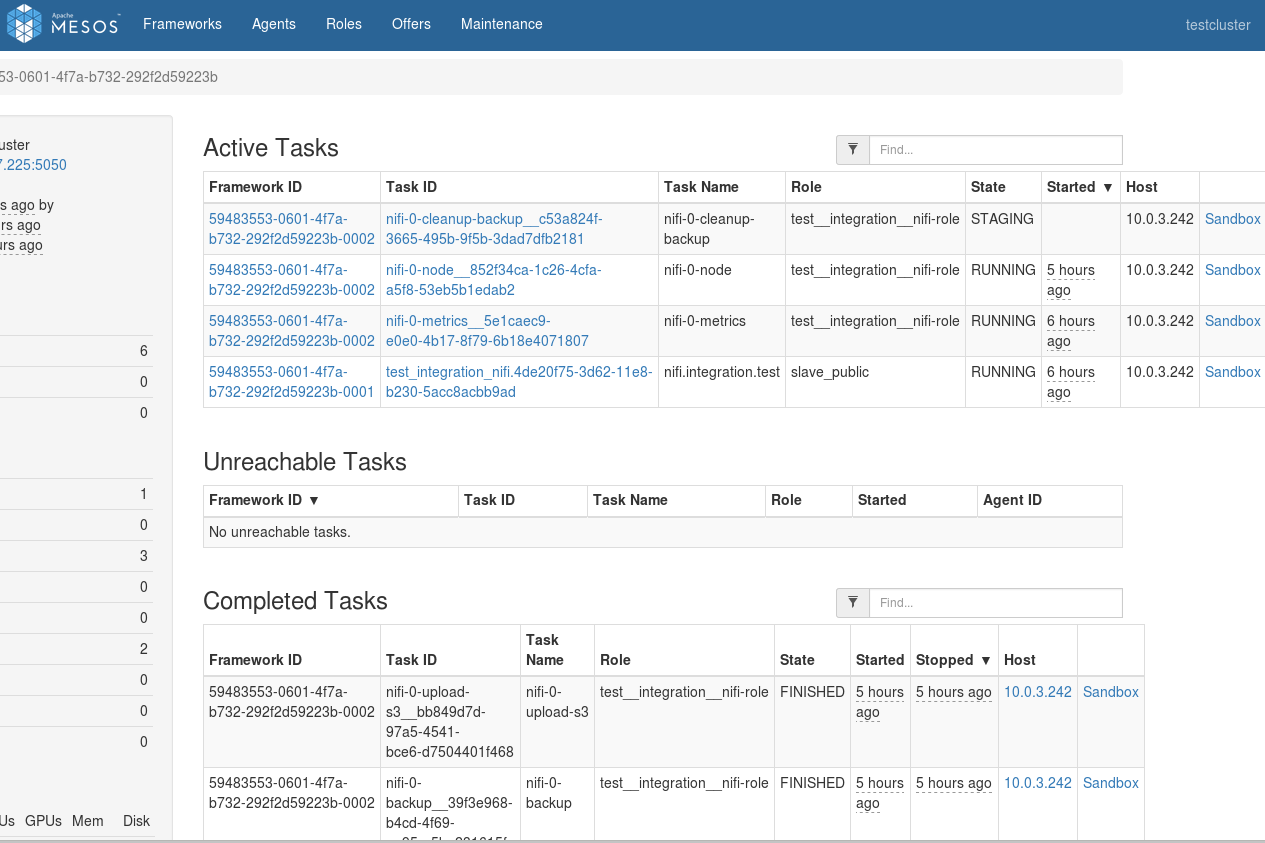 Apache
MESOS
Frameworks Agents Roles Offers Maintenance testcluster
53-0601-4f7a-b732-292f2d59223b
uster
7.225:5050
s ago by
rs ago
urs ago
6
0
0
1
0
3
0
0
2
0
0
0
Us GPUs Mem Disk
Active Tasks
Find...
Framework ID Task ID Task Name Role State Started ▼ Host
59483553-0601-4f7a- nifi-0-cleanup-backup__c53a824f- nifi-0-cleanup- test__integration__nifi-role STAGING 10.0.3.242 Sandbox
b732-292f2d59223b-0002 3665-495b-9f5b-3dad7dfb2181 backup
59483553-0601-4f7a- nifi-0-node__852f34ca-1c26-4cfa- nifi-0-node test__integration__nifi-role RUNNING 5 hours 10.0.3.242 Sandbox
b732-292f2d59223b-0002 a5f8-53eb5b1edab2 ago
59483553-0601-4f7a- nifi-0-metrics__5e1caec9- nifi-0-metrics test__integration__nifi-role RUNNING 6 hours 10.0.3.242 Sandbox
b732-292f2d59223b-0002 e0e0-4b17-8f79-6b18e4071807 ago
59483553-0601-4f7a- test_integration_nifi.4de20f75-3d62-11e8- nifi.integration.test slave_public RUNNING 6 hours 10.0.3.242 Sandbox
b732-292f2d59223b-0001 b230-5acc8acbb9ad ago
Unreachable Tasks
Framework ID ▼ Task ID Task Name Role Started Agent ID
No unreachable tasks.
Completed Tasks
Find...
Task
Framework ID Task ID Name Role State Started Stopped ▼ Host
59483553-0601-4f7a- nifi-0-upload- nifi-0- test__integration__nifi-role FINISHED 5 hours 5 hours ago 10.0.3.242 Sandbox
b732-292f2d59223b-0002 s3__bb849d7d- upload-s3 ago
97a5-4541-
bce6-d7504401f468
59483553-0601-4f7a- nifi-0- nifi-0- test__integration__nifi-role FINISHED 5 hours 5 hours ago 10.0.3.242 Sandbox
b732-292f2d59223b-0002 backup__39f3e968- backup ago
b4cd-4f69-